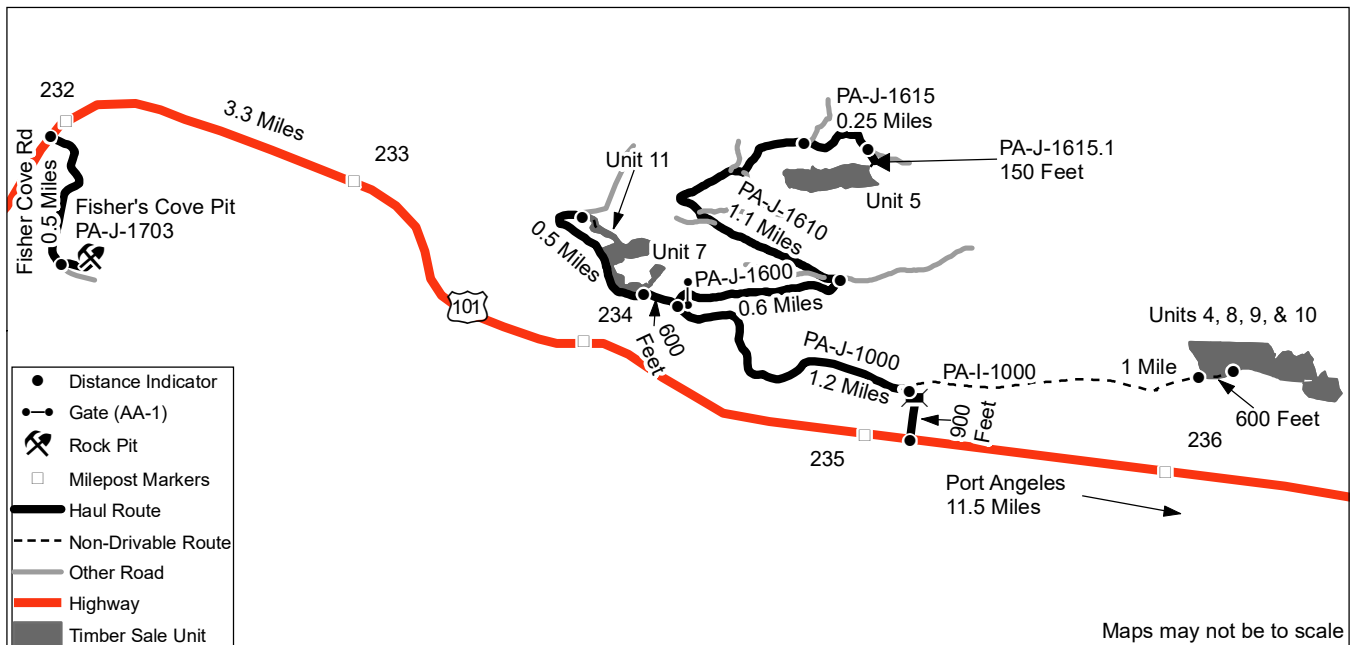 232
3.3 Miles
233
Fisher Cove Rd
0.5 Miles
Fisher's Cove Pit
PA-J-1703
101
Unit 11
0.5 Miles
Unit 7
234
600
Feet
PA-J-1600
0.6 Miles
PA-J-1610
1.1 Miles
PA-J-1615
0.25 Miles
PA-J-1615.1
150 Feet
Unit 5
PA-J-1000
1.2 Miles
PA-I-1000
1 Mile
Units 4, 8, 9, & 10
600 Feet
900
Feet
235
236
Port Angeles
11.5 Miles
Distance Indicator
Gate (AA-1)
Rock Pit
Milepost Markers
Haul Route
Non-Drivable Route
Other Road
Highway
Timber Sale Unit
Maps may not be to scale